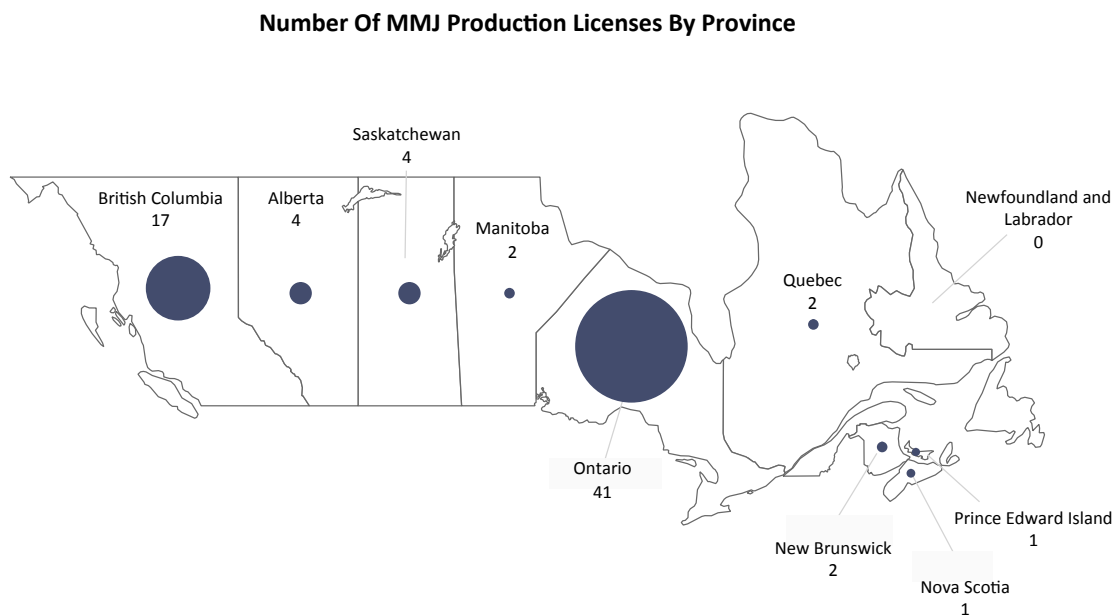 Number Of MMJ Production Licenses By Province
Saskatchewan
4
British Columbia
17
Alberta
4
Manitoba
2
Newfoundland and
Labrador
0
Quebec
2
Ontario
41
Prince Edward Island
1
New Brunswick
2
Nova Scotia
1